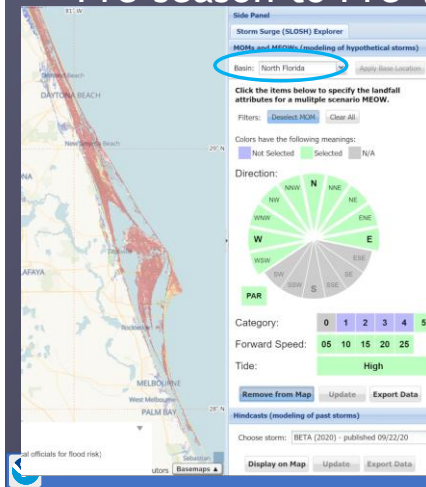 81° W
Side Panel
Storm Surge (SLOSH) Explorer
MOMs and MEOWs (modeling of hypothetical storms)
Basin: North Florida
Apply Base Location
Click the items below to specify the landfall
attributes for a mulitple scenario MEOW.
Filters: Deselect MOM Clear All
Colors have the following meanings:
Not Selected Selected N/A
Direction:
N
NNW NNE
NW NE
WNW ENE
W E
WSW ESE
SW SE
SSW S SSE
PAR
Category: 0 1 2 3 4 5
Forward Speed: 05 10 15 20 25
Tide: High
Remove from Map Update Export Data
Hindcasts (modeling of past storms)
Choose storm: BETA (2020) - published 09/22/20
Display on Map Update Export Data
DAYTONA BEACH
New Smyrna Beach
29° N
Titusville
Rockledge
MELBOURNE
West Melbourne
PALM BAY
28° N
al officials for flood risk)
Sebastian
utors Basemaps ▲